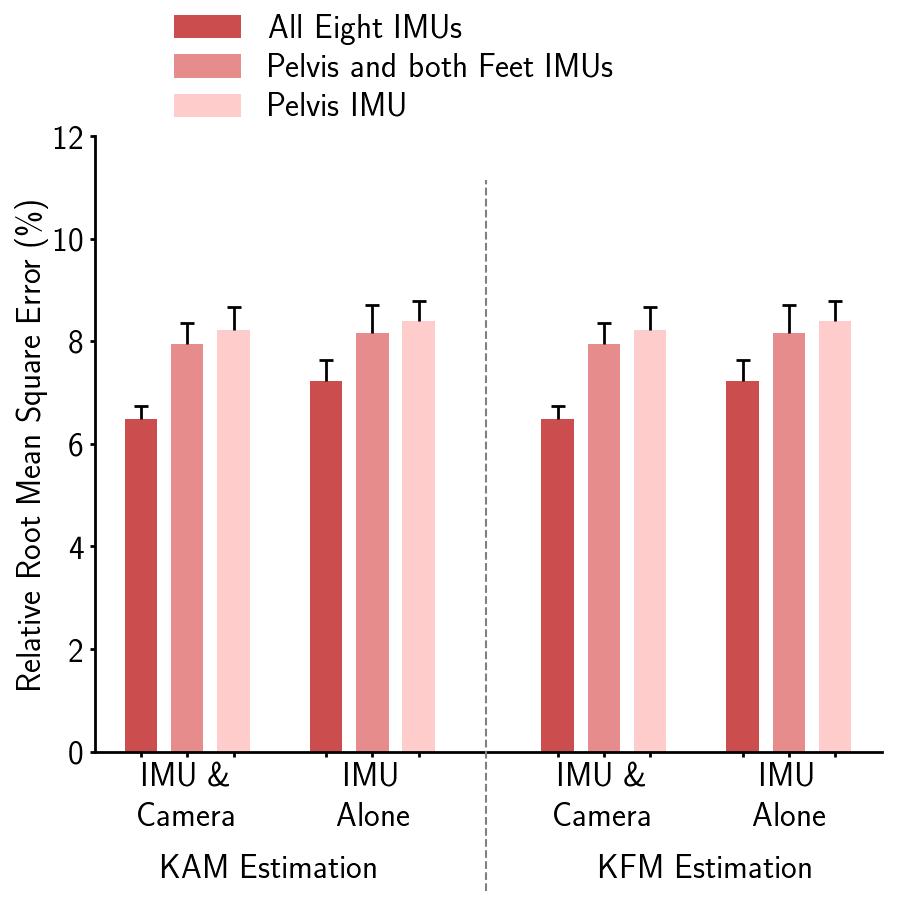 All Eight IMUs
Pelvis and both Feet IMUs
Pelvis IMU
Relative Root Mean Square Error (%)
12
10
8
6
4
2
0
IMU &
Camera
IMU
Alone
IMU &
Camera
IMU
Alone
KAM Estimation
KFM Estimation